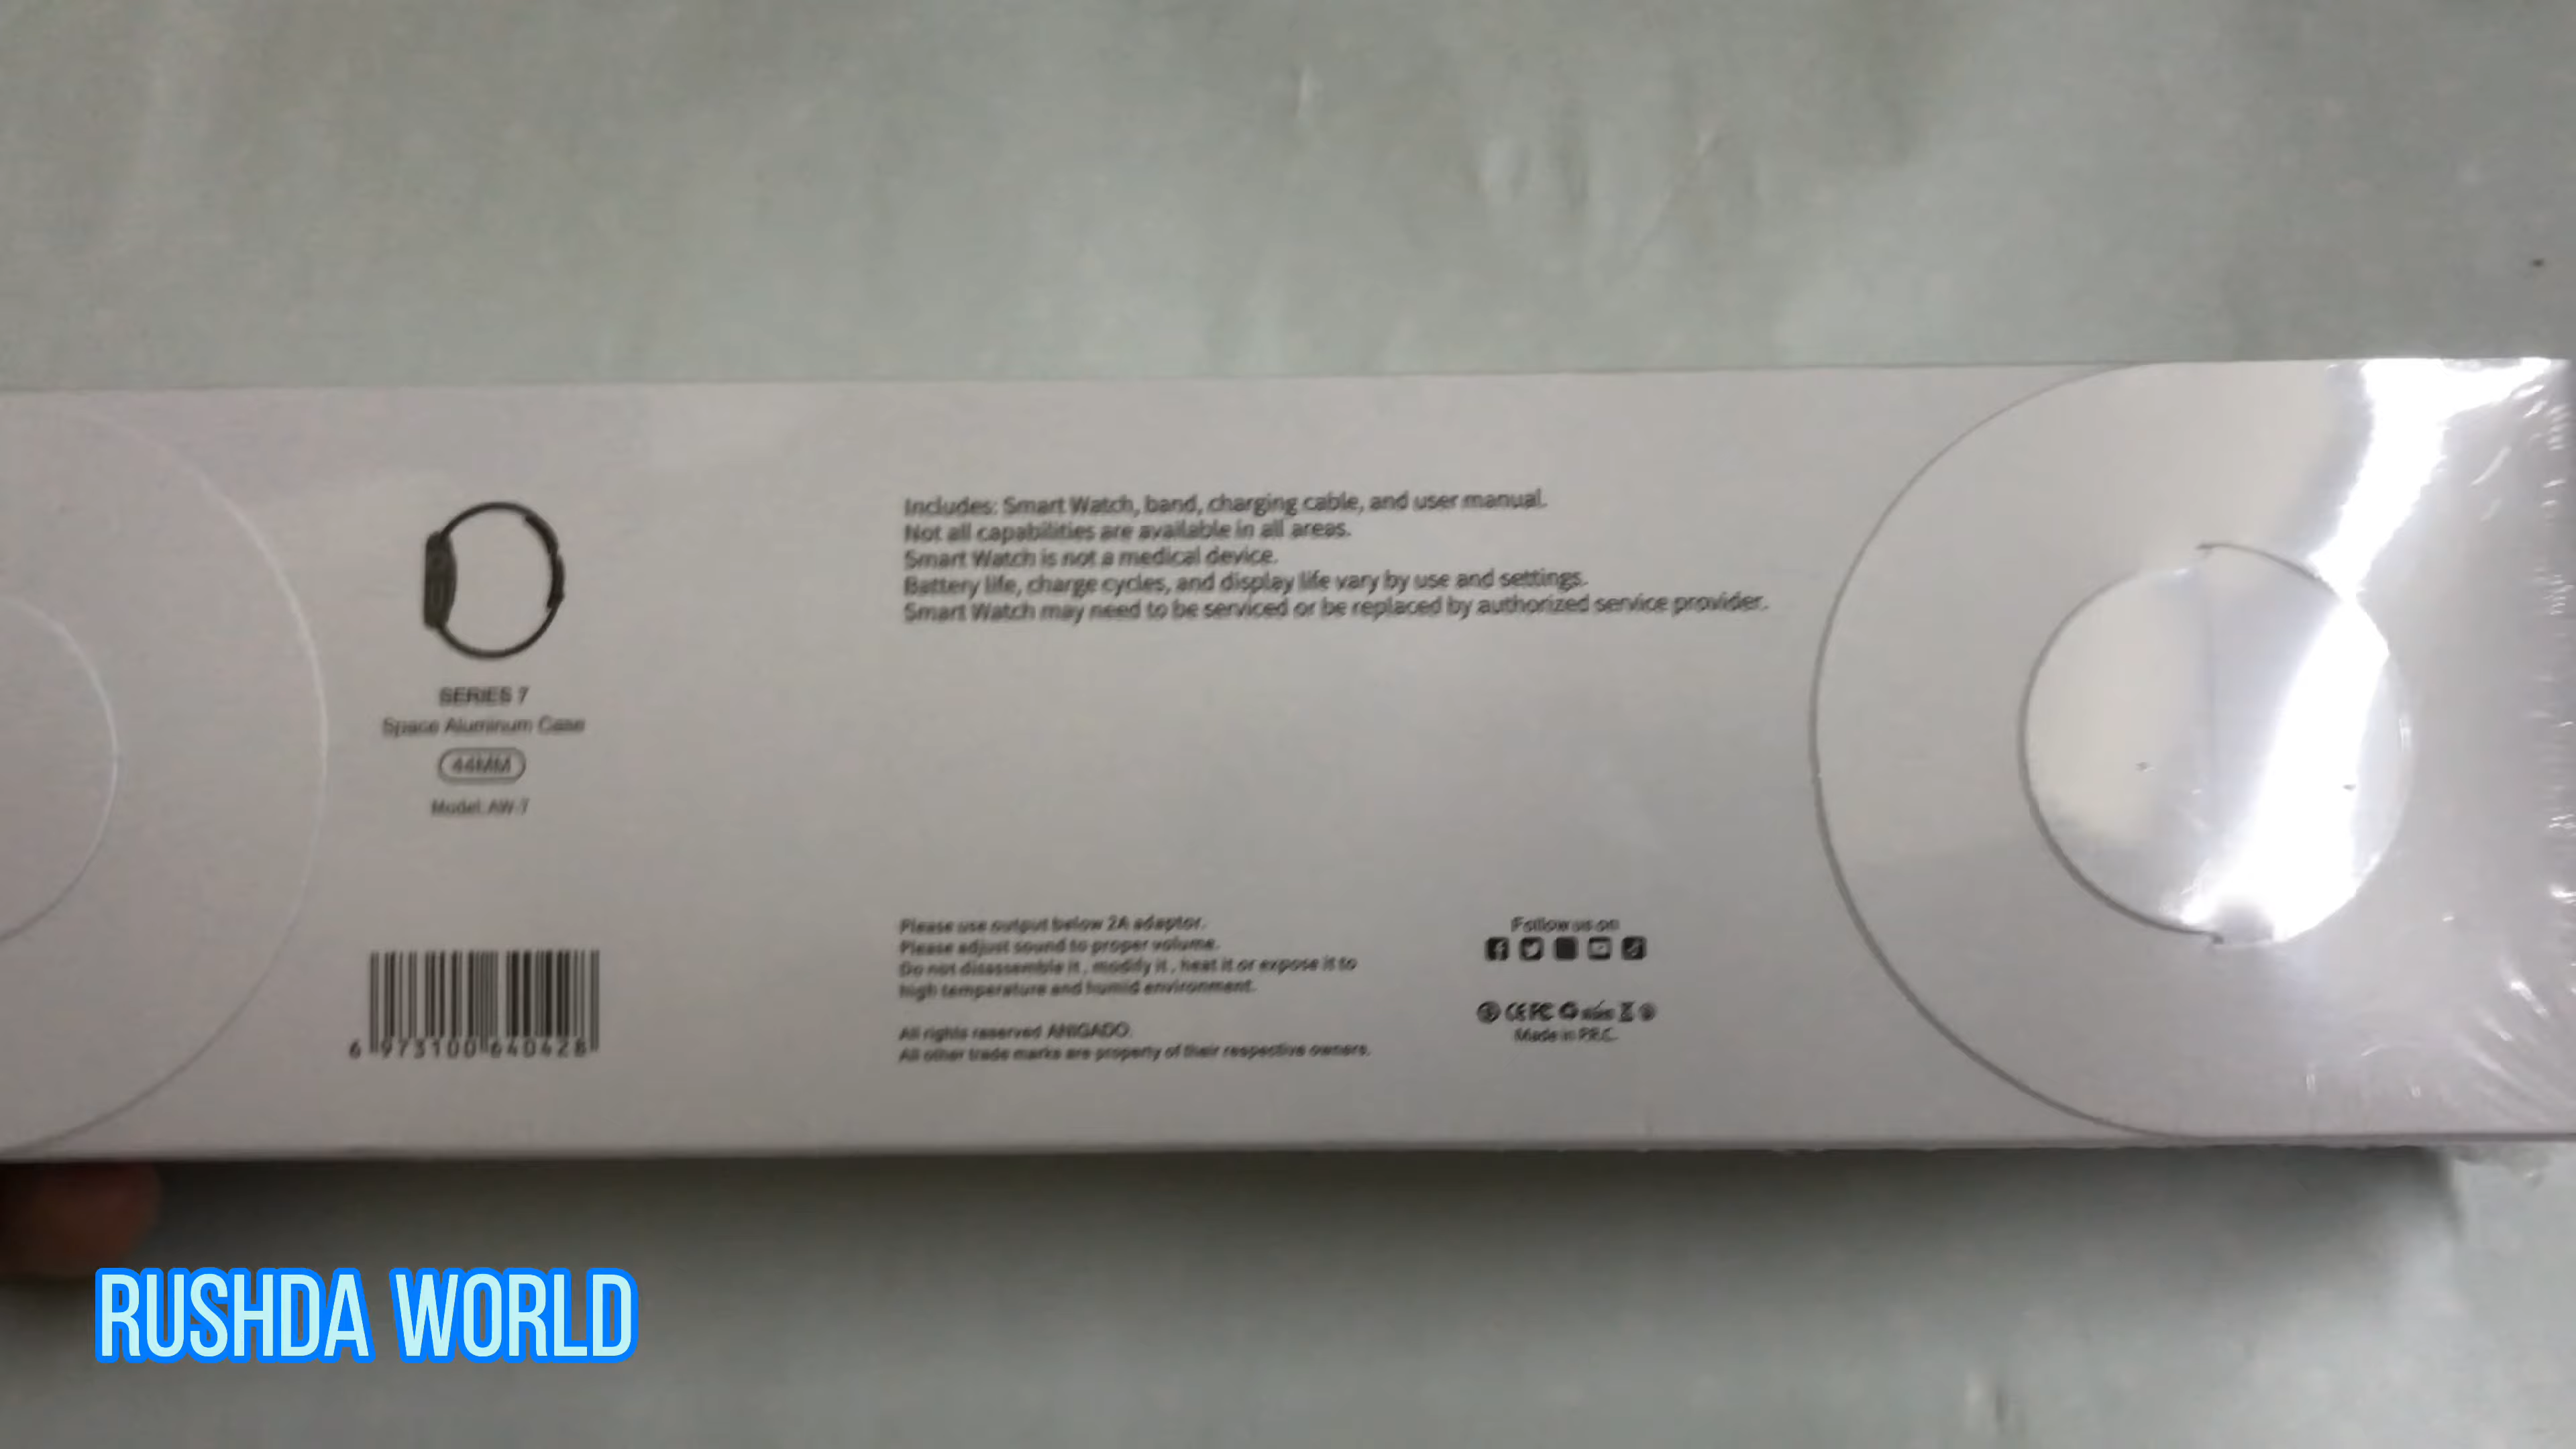 Includes: Smart Watch, band, charging cable, and user manual.
Not all capabilities are available in all areas.
Smart Watch is not a medical device.
Battery life, charge cycles, and display life vary by use and settings.
Smart Watch may need to be serviced or be replaced by authorized service provider.
SERIES 7
Space Aluminum Case
44MM
Model: AW-7
6 973100 640428
Please use output below 2A adaptor.
Please adjust sound to proper volume.
Do not disassemble it , modify it , heat it or expose it to
high temperature and humid environment.
All rights reserved ANIGADO.
All other trade marks are property of their respective owners.
Follow us on
CE FC
Made in P.R.C.
RUSHDA WORLD